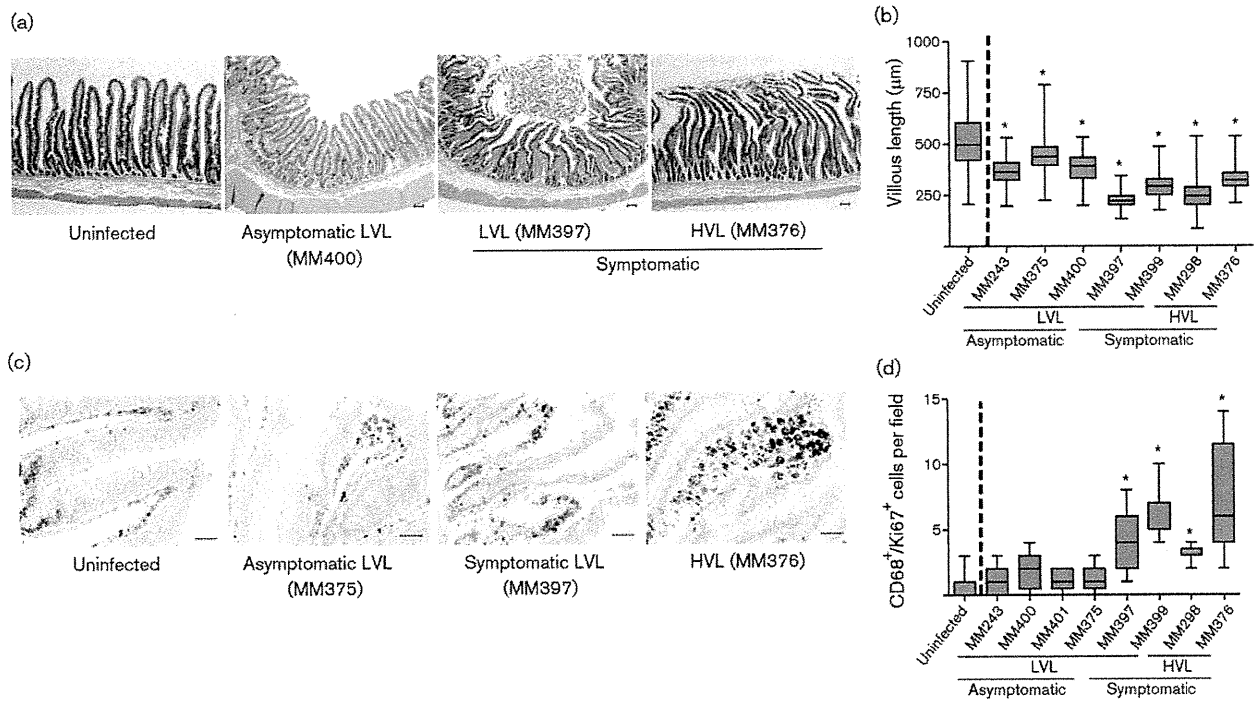 (a)
Uninfected
Asymptomatic LVL
(MM400)
LVL (MM397)
HVL (MM376)
Symptomatic
(b)
Villous length (μm)
1000
750
500
250
*
*
*
*
*
*
*
Uninfected
MM243
MM375
MM400
MM397
MM399
MM298
MM376
LVL
HVL
Asymptomatic
Symptomatic
(c)
Uninfected
Asymptomatic LVL
(MM375)
Symptomatic LVL
(MM397)
HVL (MM376)
(d)
CD68⁺/Ki67⁺ cells per field
15
10
5
*
*
*
*
Uninfected
MM243
MM400
MM401
MM375
MM397
MM399
MM298
MM376
LVL
HVL
Asymptomatic
Symptomatic